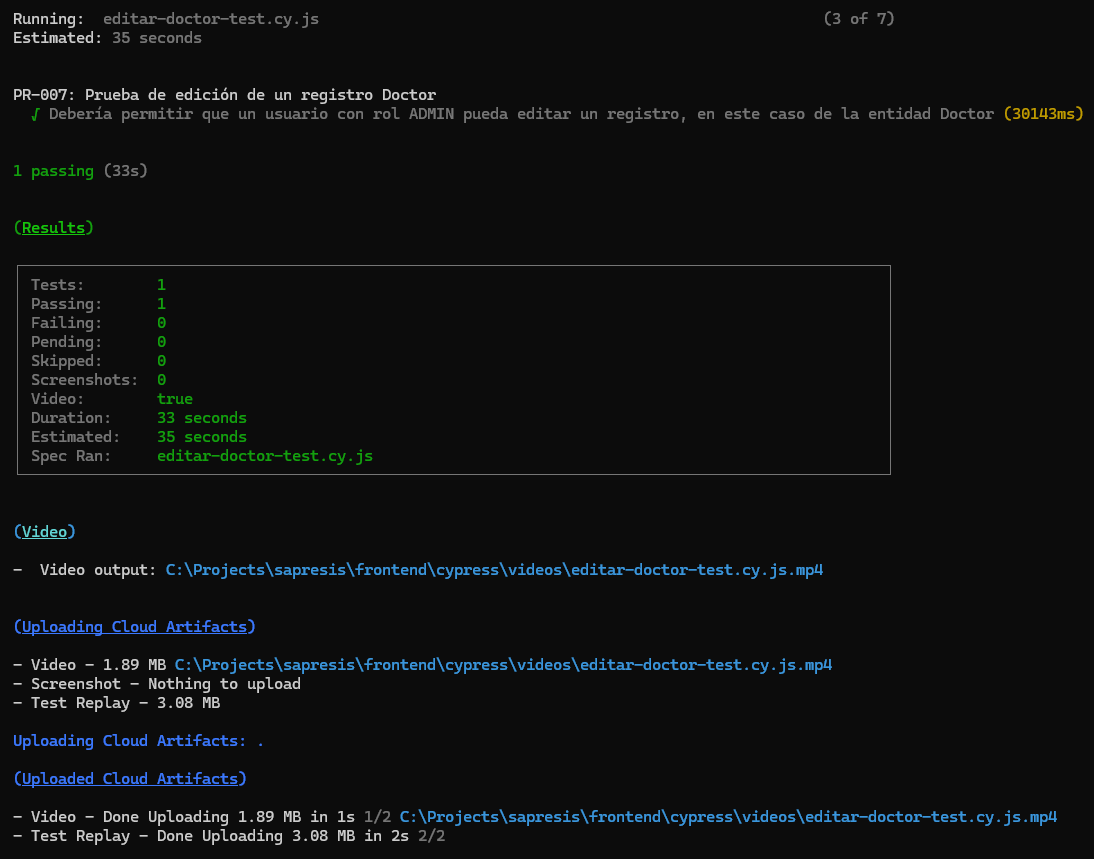 Running:  editar-doctor-test.cy.js (3 of 7)
Estimated: 35 seconds
PR-007: Prueba de edición de un registro Doctor
√ Debería permitir que un usuario con rol ADMIN pueda editar un registro, en este caso de la entidad Doctor (30143ms)
1 passing (33s)
(Results)
Tests: 1
Passing: 1
Failing: 0
Pending: 0
Skipped: 0
Screenshots: 0
Video: true
Duration: 33 seconds
Estimated: 35 seconds
Spec Ran: editar-doctor-test.cy.js
(Video)
-  Video output: C:\Projects\sapresis\frontend\cypress\videos\editar-doctor-test.cy.js.mp4
(Uploading Cloud Artifacts)
- Video - 1.89 MB C:\Projects\sapresis\frontend\cypress\videos\editar-doctor-test.cy.js.mp4
- Screenshot - Nothing to upload
- Test Replay - 3.08 MB
Uploading Cloud Artifacts: .
(Uploaded Cloud Artifacts)
- Video - Done Uploading 1.89 MB in 1s 1/2 C:\Projects\sapresis\frontend\cypress\videos\editar-doctor-test.cy.js.mp4
- Test Replay - Done Uploading 3.08 MB in 2s 2/2